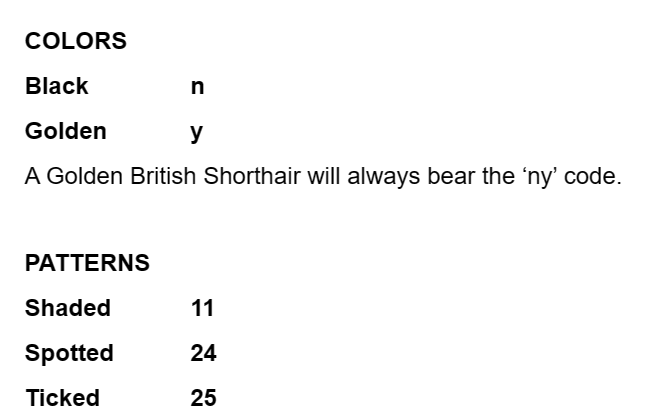 COLORS
Black n
Golden y
A Golden British Shorthair will always bear the ‘ny’ code.
PATTERNS
Shaded 11
Spotted 24
Ticked 25